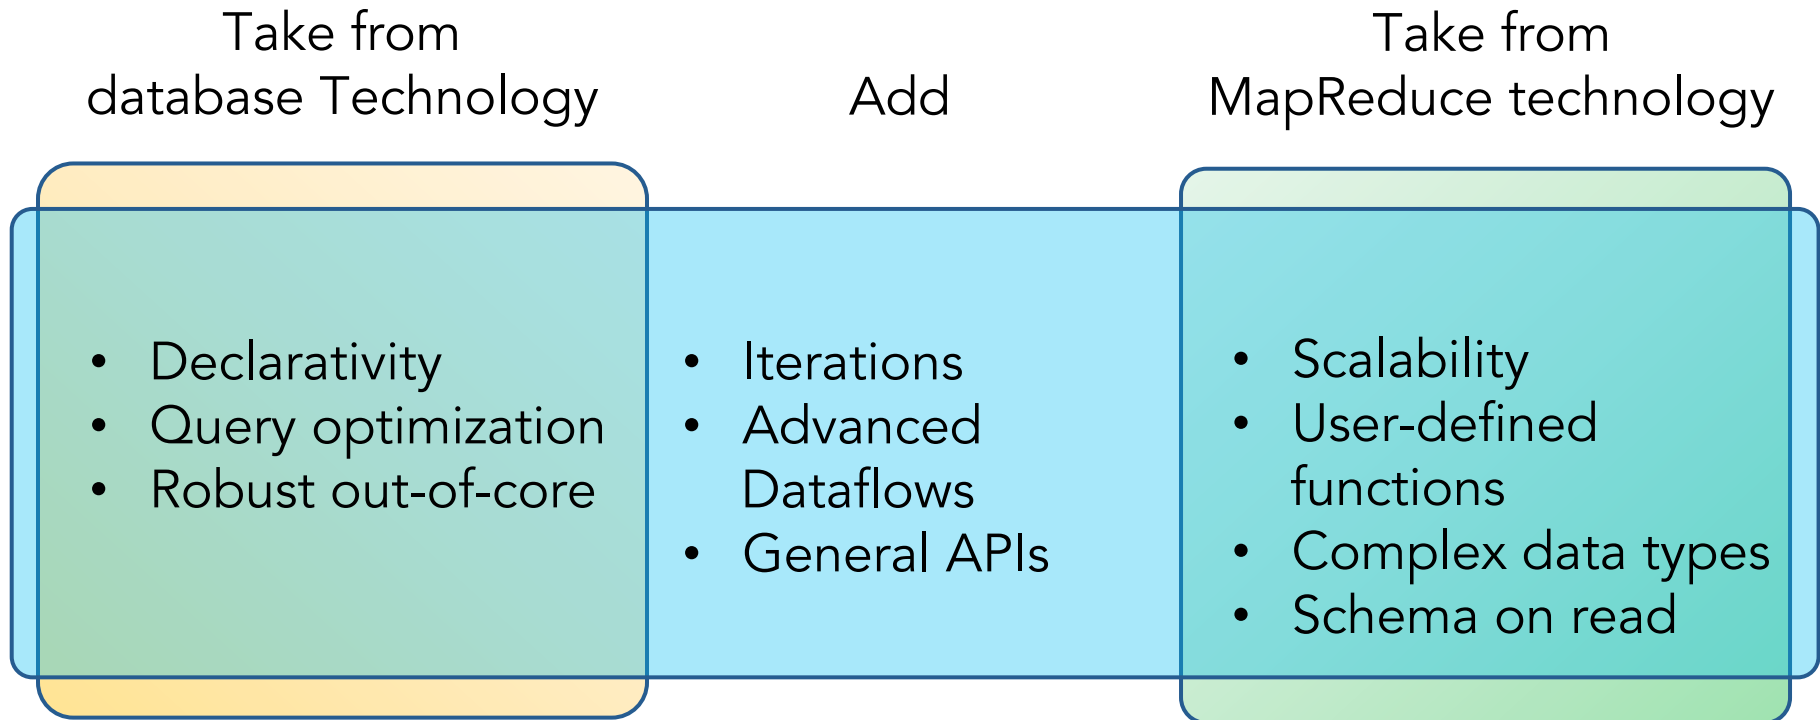 Take from
database Technology
Add
Take from
MapReduce technology
• Declarativity
• Query optimization
• Robust out-of-core
• Iterations
• Advanced
Dataflows
• General APIs
• Scalability
• User-defined
functions
• Complex data types
• Schema on read